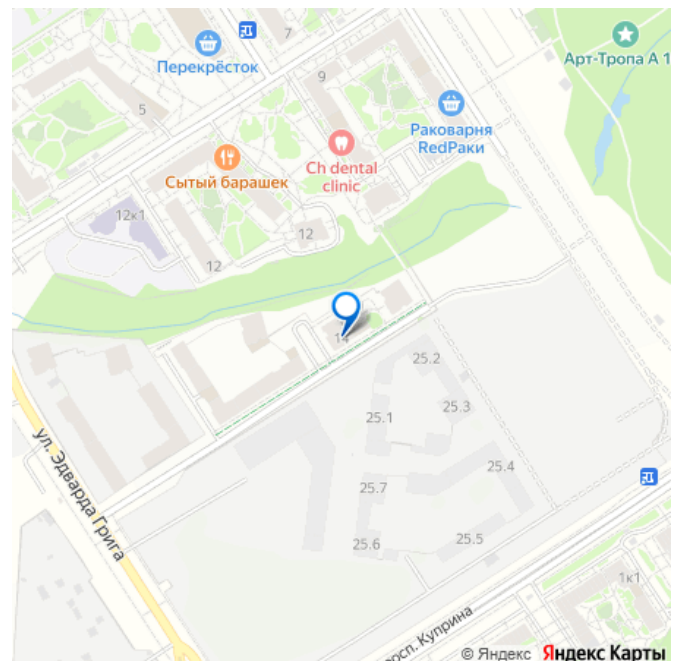 7
Перекрёсток
Арт-Тропа А 1
9
5
Раковарня
RedРаки
Ch dental
clinic
Сытый барашек
12к1
12
12
14
25.2
25.3
25.1
25.4
25.7
25.5
25.6
ул. Эдварда Грига
1к1
росп. Куприна
© Яндекс Яндекс Карты